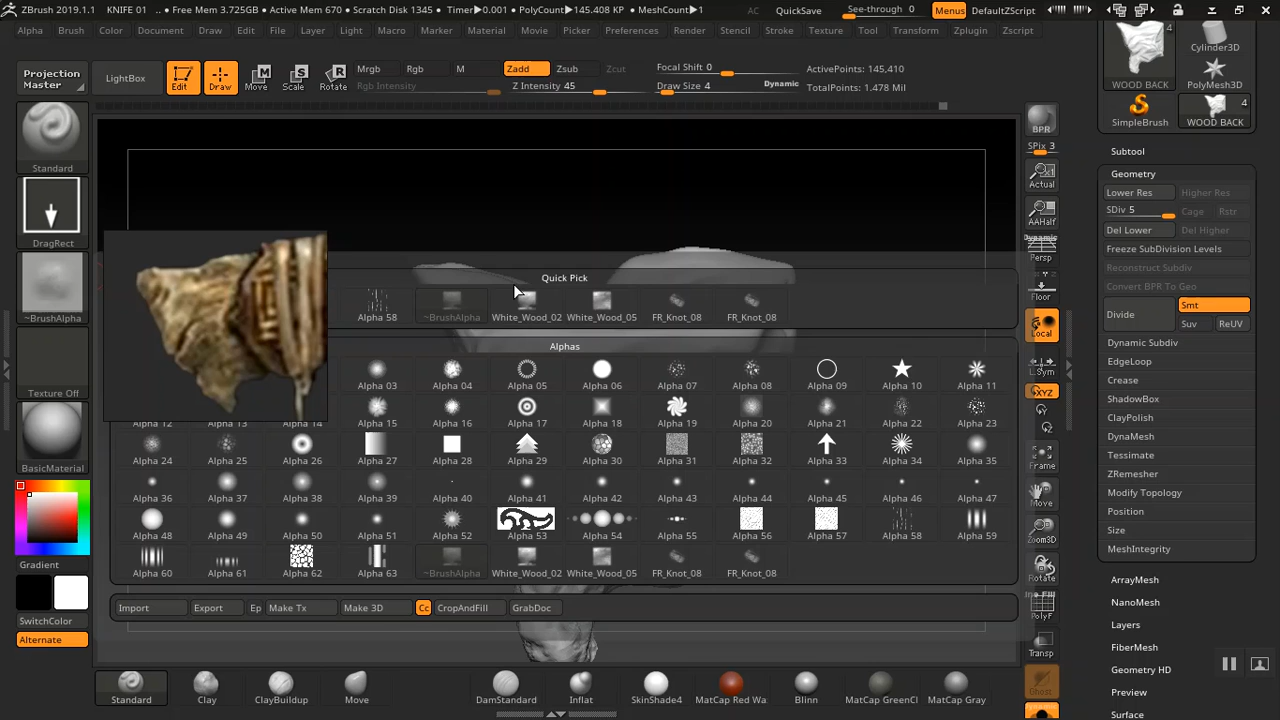 ZBrush 2019.1.1 KNIFE 01 .. • Free Mem 3.725GB • Active Mem 670 • Scratch Disk 1345 • Timer▶0.001 • PolyCount▶145.408 KP • MeshCount▶1 QuickSave See-through 0 Menus DefaultZScript
Alpha Brush Color Document Draw Edit File Layer Light Macro Marker Material Movie Picker Preferences Render Stencil Stroke Texture Tool Transform Zplugin Zscript
Projection Master LightBox Edit Draw Move Scale Rotate
Mrgb Rgb M Zadd Zsub Zcut
Rgb Intensity Z Intensity 45
Focal Shift 0
Draw Size 4 Dynamic
ActivePoints: 145,410
TotalPoints: 1.478 Mil
Standard
DragRect
~BrushAlpha
Texture Off
BasicMaterial
Gradient
SwitchColor
Alternate
Quick Pick
Alpha 58 ~BrushAlpha White_Wood_02 White_Wood_05 FR_Knot_08 FR_Knot_08
Alphas
Alpha 03 Alpha 04 Alpha 05 Alpha 06 Alpha 07 Alpha 08 Alpha 09 Alpha 10 Alpha 11
Alpha 12 Alpha 13 Alpha 14 Alpha 15 Alpha 16 Alpha 17 Alpha 18 Alpha 19 Alpha 20 Alpha 21 Alpha 22 Alpha 23
Alpha 24 Alpha 25 Alpha 26 Alpha 27 Alpha 28 Alpha 29 Alpha 30 Alpha 31 Alpha 32 Alpha 33 Alpha 34 Alpha 35
Alpha 36 Alpha 37 Alpha 38 Alpha 39 Alpha 40 Alpha 41 Alpha 42 Alpha 43 Alpha 44 Alpha 45 Alpha 46 Alpha 47
Alpha 48 Alpha 49 Alpha 50 Alpha 51 Alpha 52 Alpha 53 Alpha 54 Alpha 55 Alpha 56 Alpha 57 Alpha 58 Alpha 59
Alpha 60 Alpha 61 Alpha 62 Alpha 63 ~BrushAlpha White_Wood_02 White_Wood_05 FR_Knot_08 FR_Knot_08
Import Export Ep Make Tx Make 3D Cc CropAndFill GrabDoc
Standard Clay ClayBuildup Move DamStandard Inflat SkinShade4 MatCap Red Wa Blinn MatCap GreenCl MatCap Gray
BPR
SPix 3
Actual
AAHalf
Dynamic
Persp
Floor
Local
L.Sym
XYZ
Frame
Move
Zoom3D
Rotate
PolyF
Transp
Ghost
4
WOOD BACK
Cylinder3D
PolyMesh3D
SimpleBrush
4
WOOD BACK
Subtool
Geometry
Lower Res Higher Res
SDiv 5 Cage Rstr
Del Lower Del Higher
Freeze SubDivision Levels
Reconstruct Subdiv
Convert BPR To Geo
Divide Smt
Suv ReUV
Dynamic Subdiv
EdgeLoop
Crease
ShadowBox
ClayPolish
DynaMesh
Tessimate
ZRemesher
Modify Topology
Position
Size
MeshIntegrity
ArrayMesh
NanoMesh
Layers
FiberMesh
Geometry HD
Preview
Surface